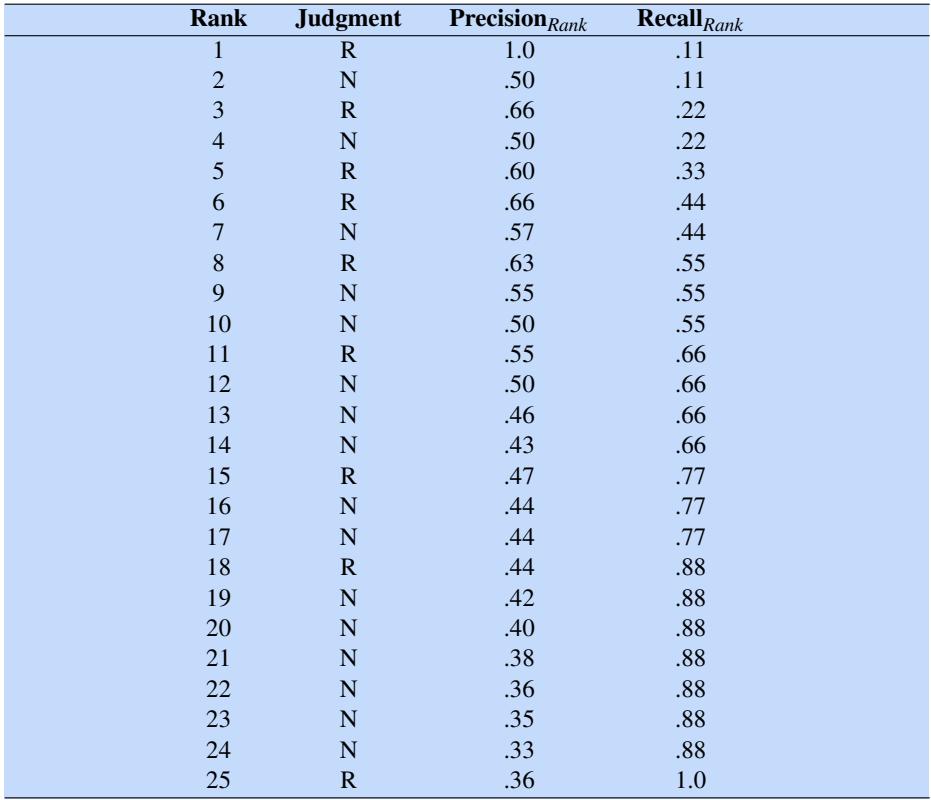 Rank Judgment Precision_Rank Recall_Rank
1 R 1.0 .11
2 N .50 .11
3 R .66 .22
4 N .50 .22
5 R .60 .33
6 R .66 .44
7 N .57 .44
8 R .63 .55
9 N .55 .55
10 N .50 .55
11 R .55 .66
12 N .50 .66
13 N .46 .66
14 N .43 .66
15 R .47 .77
16 N .44 .77
17 N .44 .77
18 R .44 .88
19 N .42 .88
20 N .40 .88
21 N .38 .88
22 N .36 .88
23 N .35 .88
24 N .33 .88
25 R .36 1.0